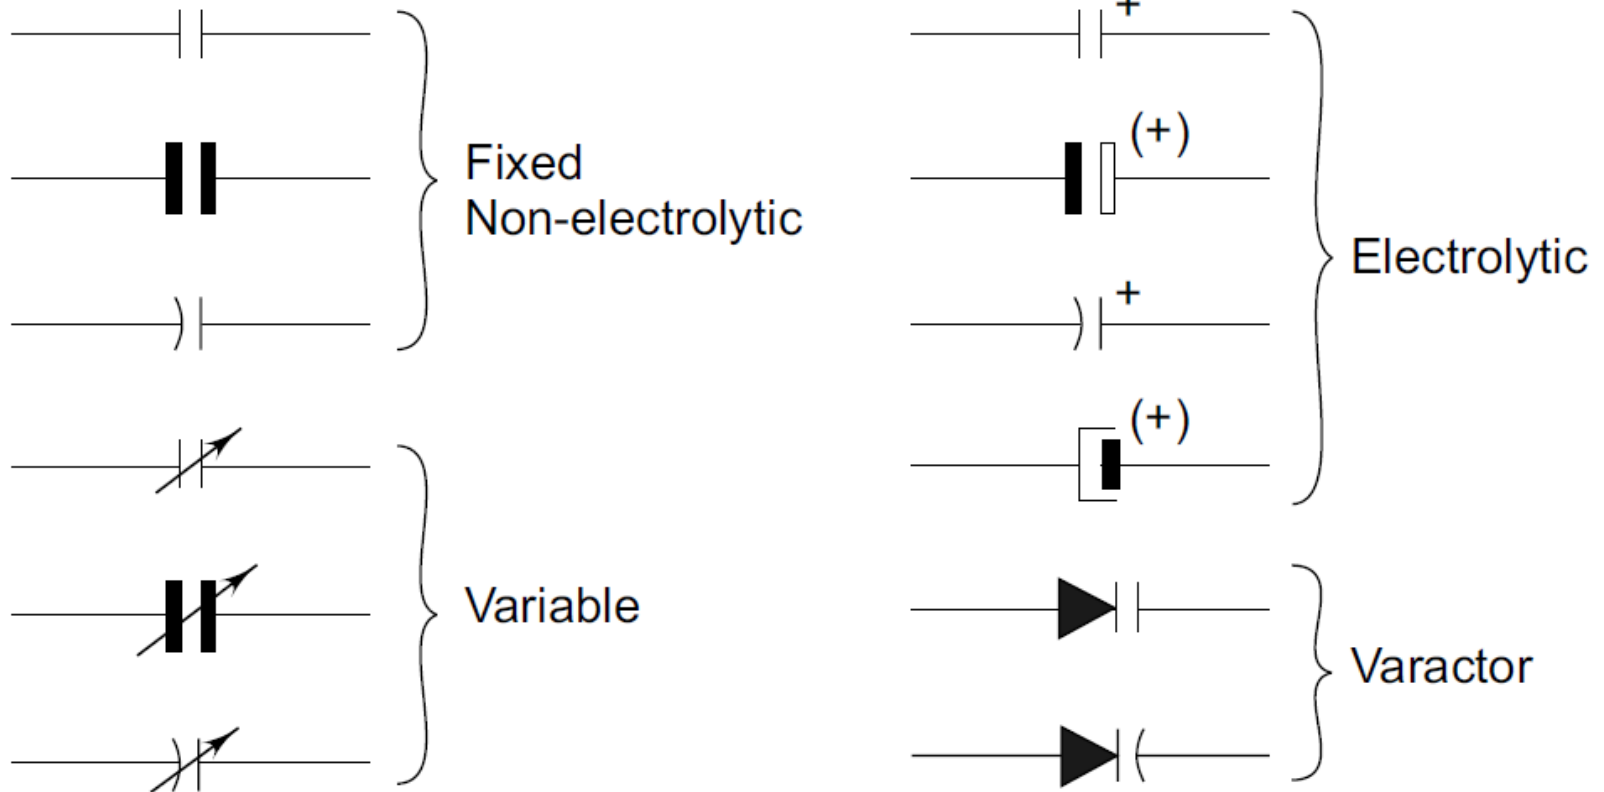 Fixed
Non-electrolytic
Variable
+
(+)
+
(+)
Electrolytic
Varactor